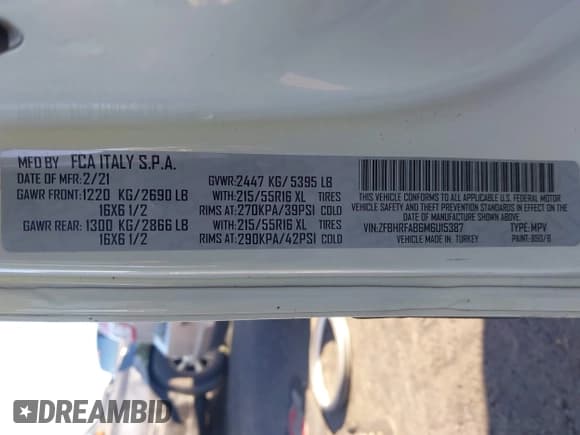 MFD BY FCA ITALY S.P.A.
DATE OF MFR: 2/21
GAWR FRONT: 1220 KG/2690 LB
16X6 1/2
GAWR REAR: 1300 KG/2866 LB
16X6 1/2
GVWR: 2447 KG/5395 LB
WITH: 215/55R16 XL TIRES
RIMS AT: 270KPA/39PSI COLD
WITH: 215/55R16 XL TIRES
RIMS AT: 290KPA/42PSI COLD
THIS VEHICLE CONFORMS TO ALL APPLICABLE U.S. FEDERAL MOTOR
VEHICLE SAFETY AND THEFT PREVENTION STANDARDS IN EFFECT ON THE
DATE OF MANUFACTURE SHOWN ABOVE. MADE IN: TURKEY
VIN: ZFBHRFAB6M6U15387 TYPE: MPV
DREAMBID